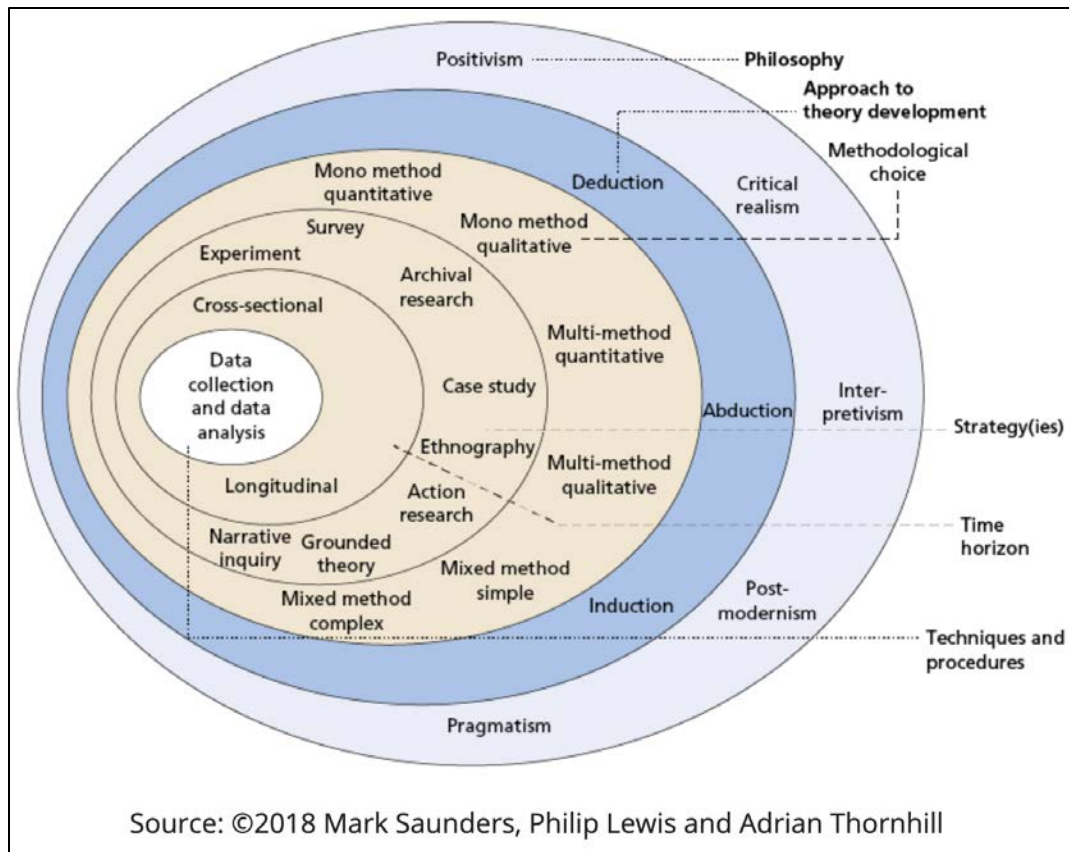 Positivism
Philosophy
Approach to
theory development
Methodological
choice
Mono method
quantitative
Deduction
Critical
realism
Mono method
qualitative
Survey
Experiment
Archival
research
Cross-sectional
Multi-method
quantitative
Data
collection
and data
analysis
Case study
Abduction
Inter-
pretivism
Strategy(ies)
Ethnography
Multi-method
qualitative
Longitudinal
Action
research
Time
horizon
Narrative
inquiry
Grounded
theory
Mixed method
simple
Mixed method
complex
Induction
Post-
modernism
Techniques and
procedures
Pragmatism
Source: ©2018 Mark Saunders, Philip Lewis and Adrian Thornhill